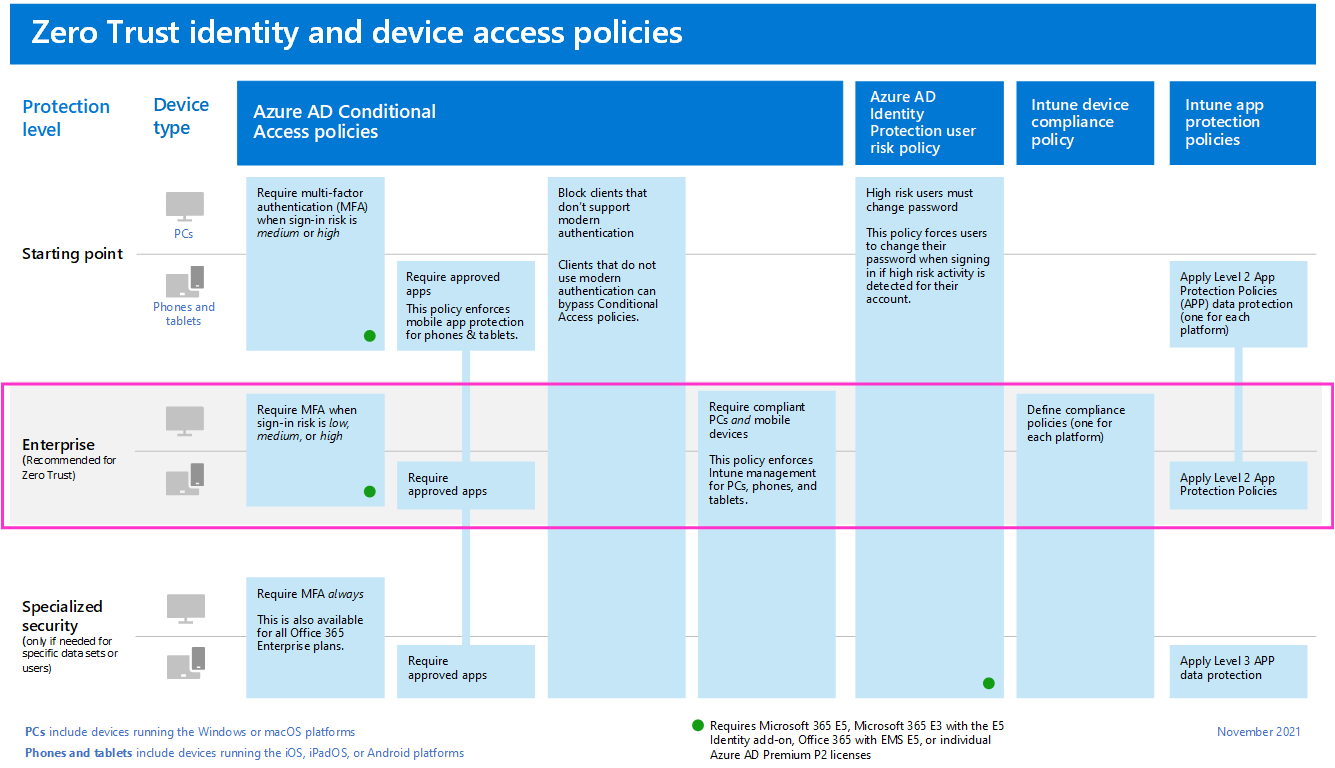 Zero Trust identity and device access policies
Protection
level
Device
type
Azure AD Conditional
Access policies
Azure AD
Identity
Protection user
risk policy
Intune device
compliance
policy
Intune app
protection
policies
Starting point
PCs
Phones and
tablets
Require multi-factor
authentication (MFA)
when sign-in risk is
medium or high
Require approved
apps
This policy enforces
mobile app protection
for phones & tablets.
Block clients that
don't support
modern
authentication
Clients that do not
use modern
authentication can
bypass Conditional
Access policies.
High risk users must
change password
This policy forces users
to change their
password when signing
in if high risk activity is
detected for their
account.
Apply Level 2 App
Protection Policies
(APP) data protection
(one for each
platform)
Enterprise
(Recommended for
Zero Trust)
Require MFA when
sign-in risk is low,
medium, or high
Require
approved apps
Require compliant
PCs and mobile
devices
This policy enforces
Intune management
for PCs, phones, and
tablets.
Define compliance
policies (one for
each platform)
Apply Level 2 App
Protection Policies
Specialized
security
(only if needed for
specific data sets or
users)
Require MFA always
This is also available
for all Office 365
Enterprise plans.
Require
approved apps
Apply Level 3 APP
data protection
PCs include devices running the Windows or macOS platforms
Phones and tablets include devices running the iOS, iPadOS, or Android platforms
Requires Microsoft 365 E5, Microsoft 365 E3 with the E5
Identity add-on, Office 365 with EMS E5, or individual
Azure AD Premium P2 licenses
November 2021